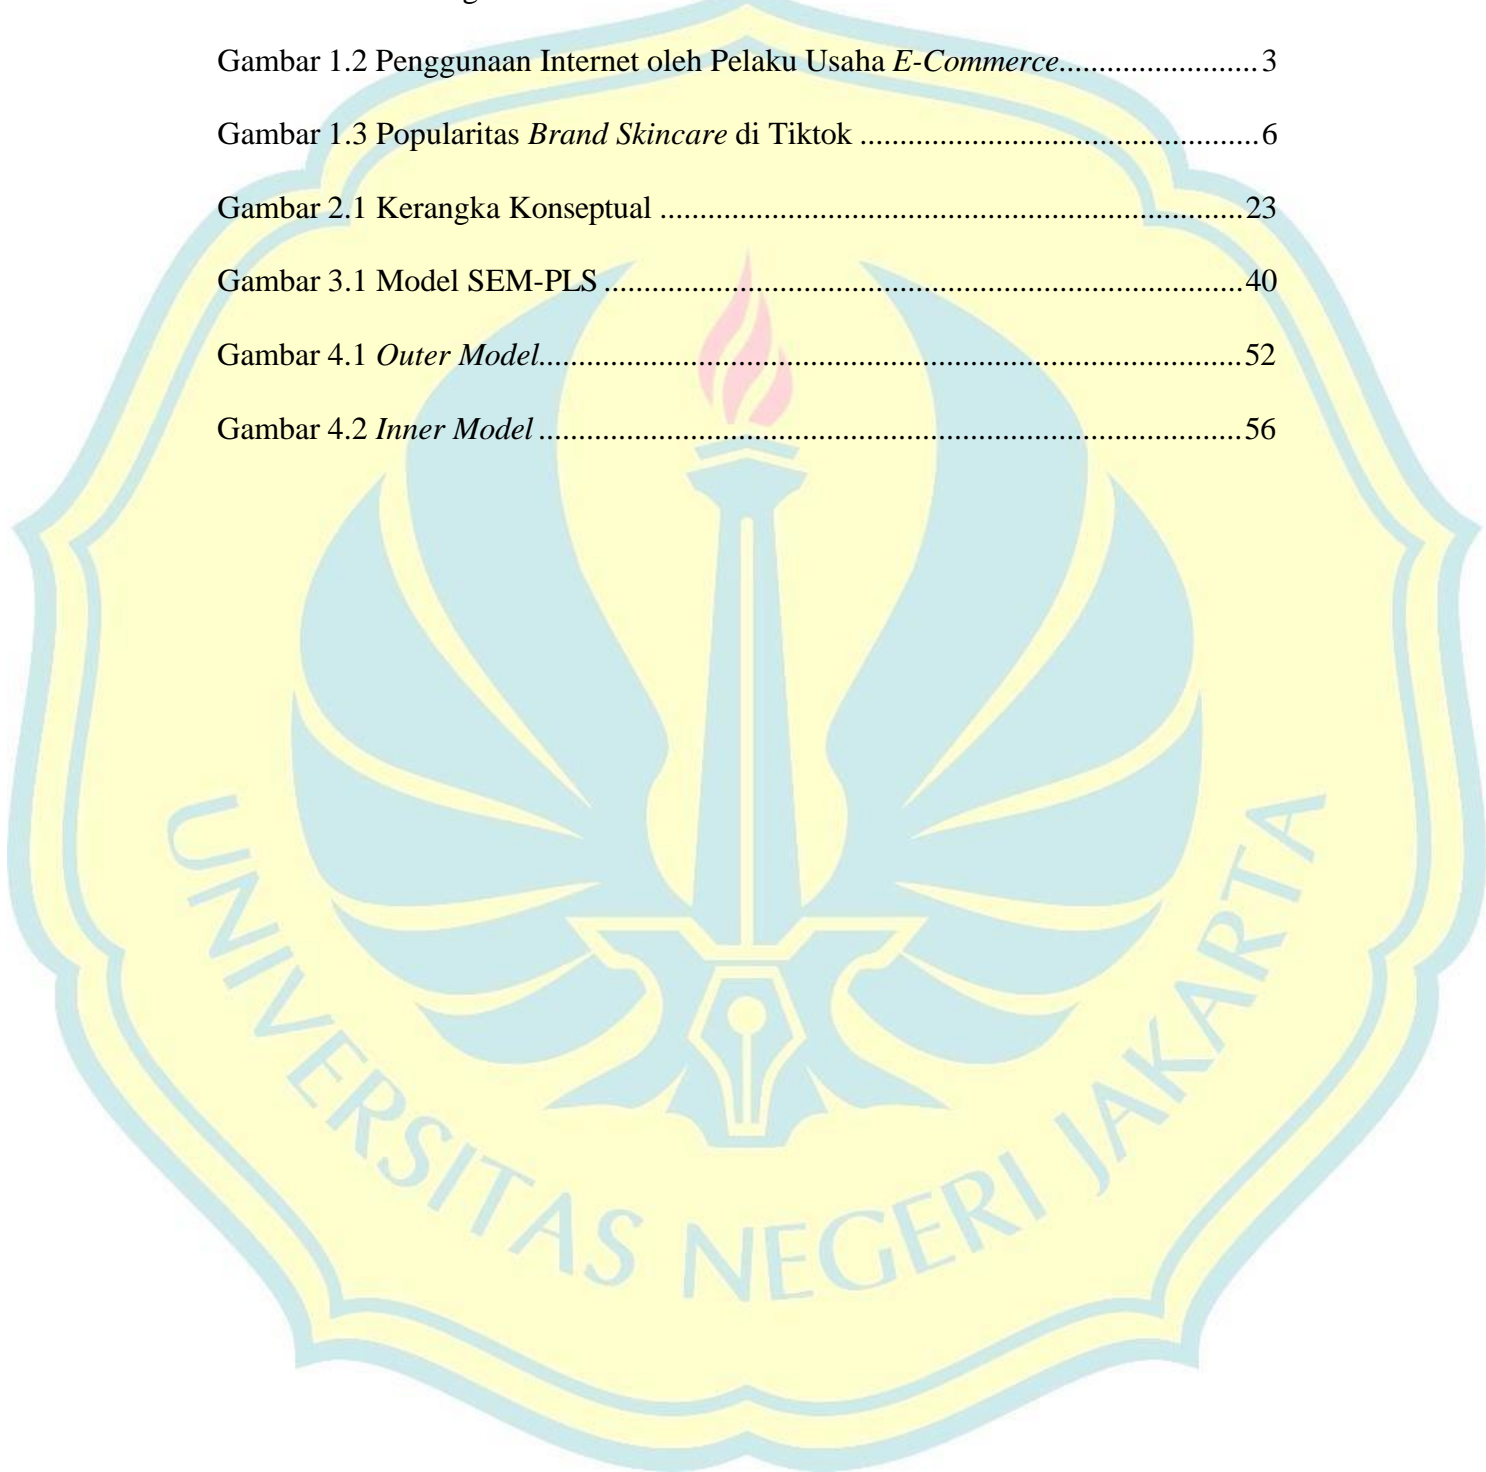 Gambar 1.2 Penggunaan Internet oleh Pelaku Usaha E-Commerce......................... 3
Gambar 1.3 Popularitas Brand Skincare di Tiktok ..................................................6
Gambar 2.1 Kerangka Konseptual .........................................................................23
Gambar 3.1 Model SEM-PLS ................................................................................40
Gambar 4.1 Outer Model........................................................................................52
Gambar 4.2 Inner Model ........................................................................................56
UNIVERSITAS NEGERI JAKARTA